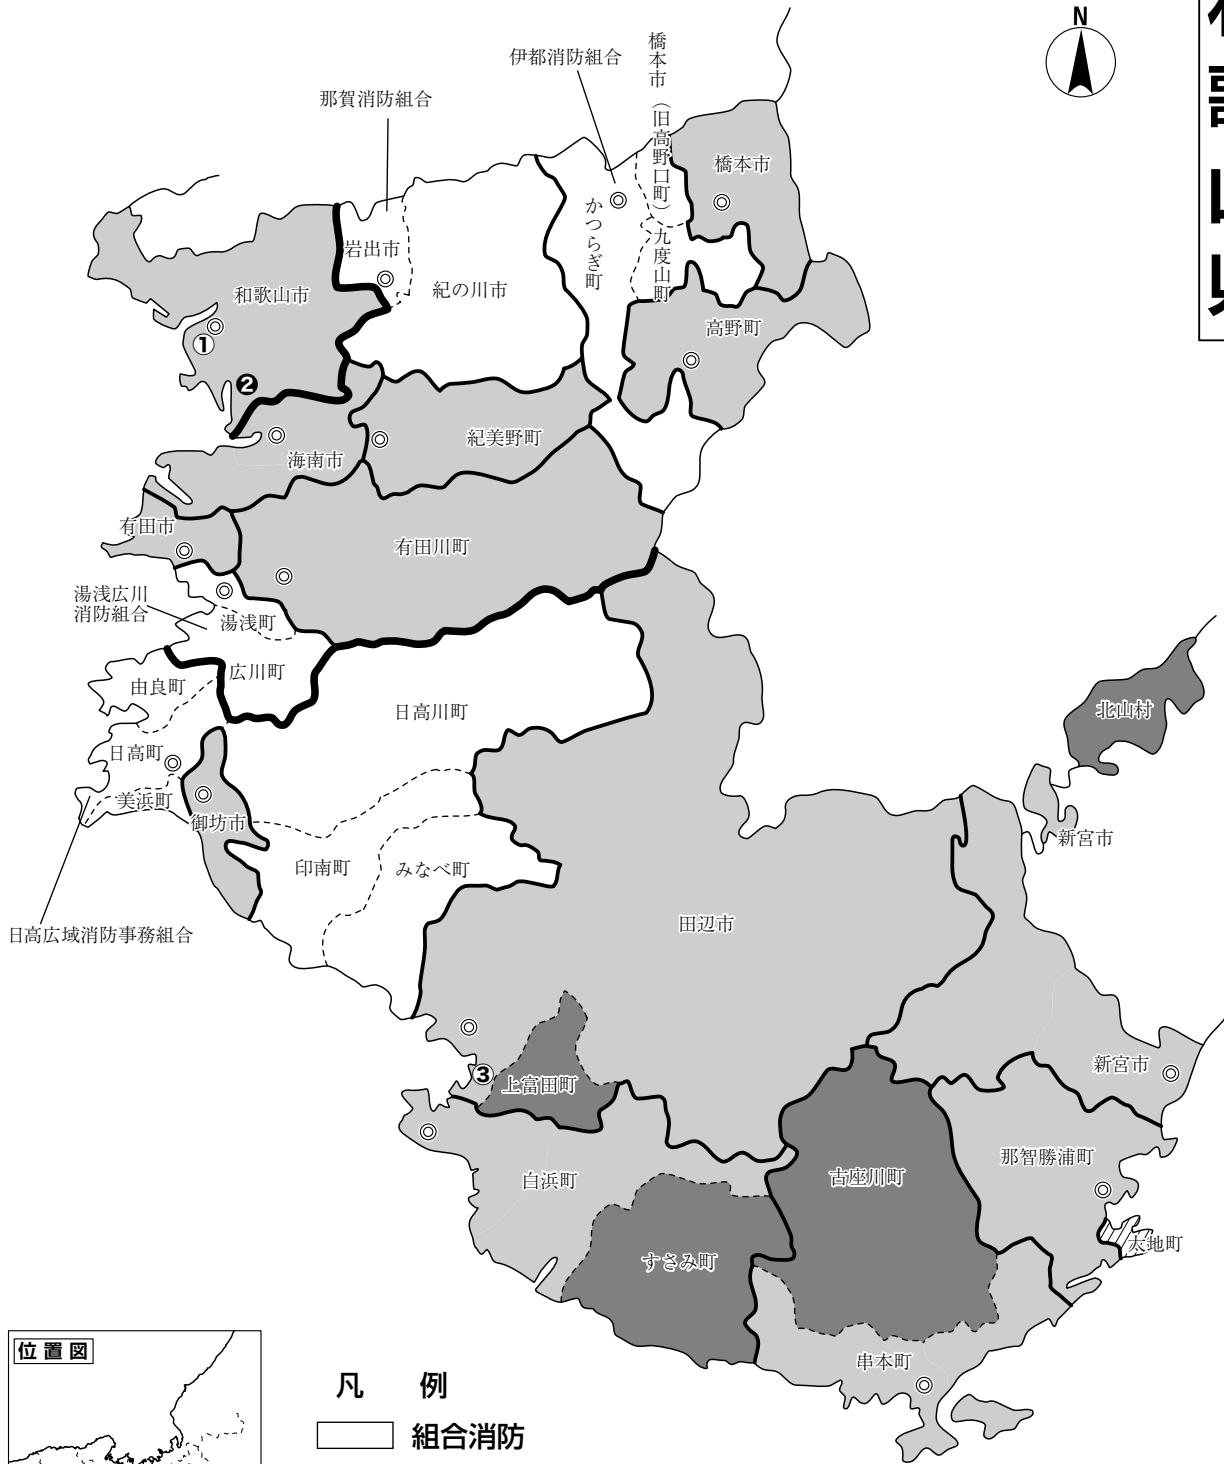 N
伊都消防組合
橋本市（旧高野口町）
那賀消防組合
橋本市
かつらぎ町
九度山町
岩出市
紀の川市
和歌山市
高野町
①
❷
紀美野町
海南市
有田市
有田川町
湯浅広川
消防組合
湯浅町
広川町
由良町
日高川町
北山村
日高町
美浜町
御坊市
新宮市
印南町
みなべ町
田辺市
日高広域消防事務組合
③
上富田町
新宮市
那智勝浦町
白浜町
古座川町
太地町
すさみ町
串本町
位置図
凡例
組合消防